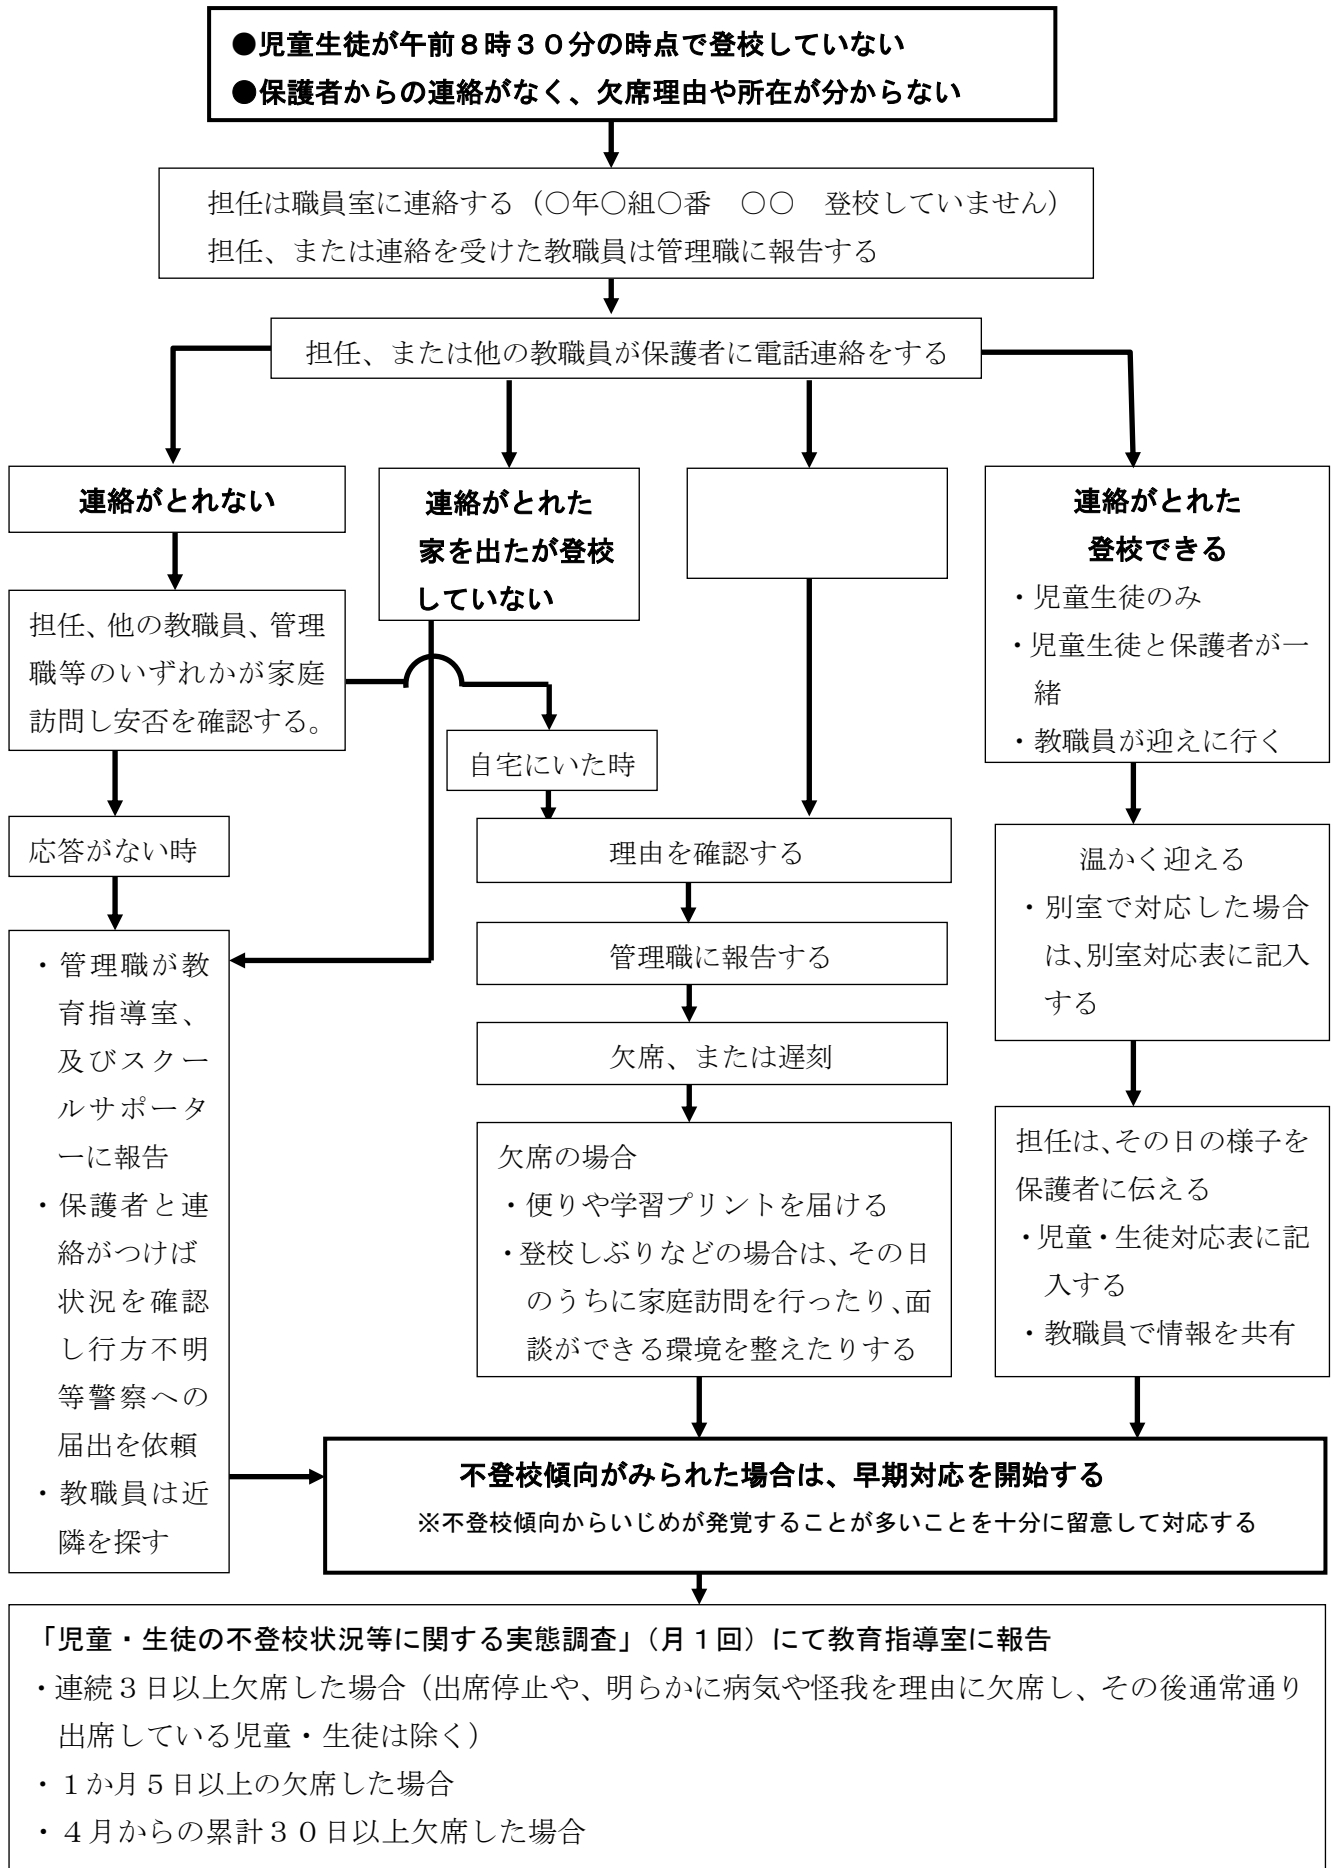 ●児童生徒が午前８時３０分の時点で登校していない
●保護者からの連絡がなく、欠席理由や所在が分からない
担任は職員室に連絡する（○年○組○番　○○　登校していません）
担任、または連絡を受けた教職員は管理職に報告する
担任、または他の教職員が保護者に電話連絡をする
連絡がとれない
担任、他の教職員、管理
職等のいずれかが家庭
訪問し安否を確認する。
応答がない時
・管理職が教
育指導室、
及びスクー
ルサポータ
ーに報告
・保護者と連
絡がつけば
状況を確認
し行方不明
等警察への
届出を依頼
・教職員は近
隣を探す
連絡がとれた
家を出たが登校
していない
自宅にいた時
理由を確認する
管理職に報告する
欠席、または遅刻
欠席の場合
・便りや学習プリントを届ける
・登校しぶりなどの場合は、その日
のうちに家庭訪問を行ったり、面
談ができる環境を整えたりする
連絡がとれた
登校できる
・児童生徒のみ
・児童生徒と保護者が一
緒
・教職員が迎えに行く
温かく迎える
・別室で対応した場合
は、別室対応表に記入
する
担任は、その日の様子を
保護者に伝える
・児童・生徒対応表に記
入する
・教職員で情報を共有
不登校傾向がみられた場合は、早期対応を開始する
※不登校傾向からいじめが発覚することが多いことを十分に留意して対応する
「児童・生徒の不登校状況等に関する実態調査」（月１回）にて教育指導室に報告
・連続３日以上欠席した場合（出席停止や、明らかに病気や怪我を理由に欠席し、その後通常通り
出席している児童・生徒は除く）
・１か月５日以上の欠席した場合
・４月からの累計３０日以上欠席した場合